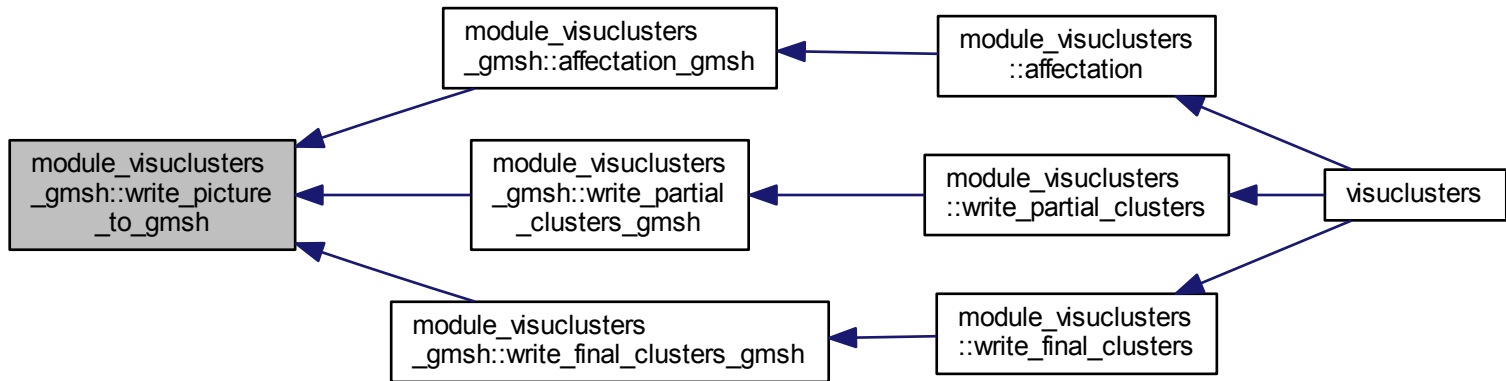 module_visuclusters
_gmsh::affectation_gmsh
module_visuclusters
::affectation
module_visuclusters
_gmsh::write_picture
_to_gmsh
module_visuclusters
_gmsh::write_partial
_clusters_gmsh
module_visuclusters
::write_partial_clusters
visuclusters
module_visuclusters
_gmsh::write_final_clusters_gmsh
module_visuclusters
::write_final_clusters